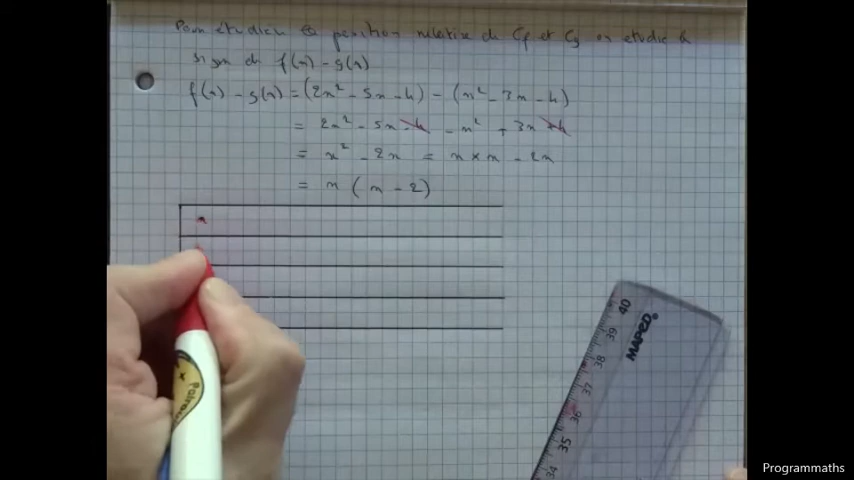 Pour étudier la position relative de Cf et Cg on étudie le
signe de f(x) - g(x)
f(x) - g(x) = (2x² - 5x - 4) - (x² - 3x - 4)
= 2x² - 5x - 4 - x² + 3x + 4
= x² - 2x = x × x - 2x
= x (x - 2)
x
40
39
38
37
36
35
34
MAPED
Programmaths